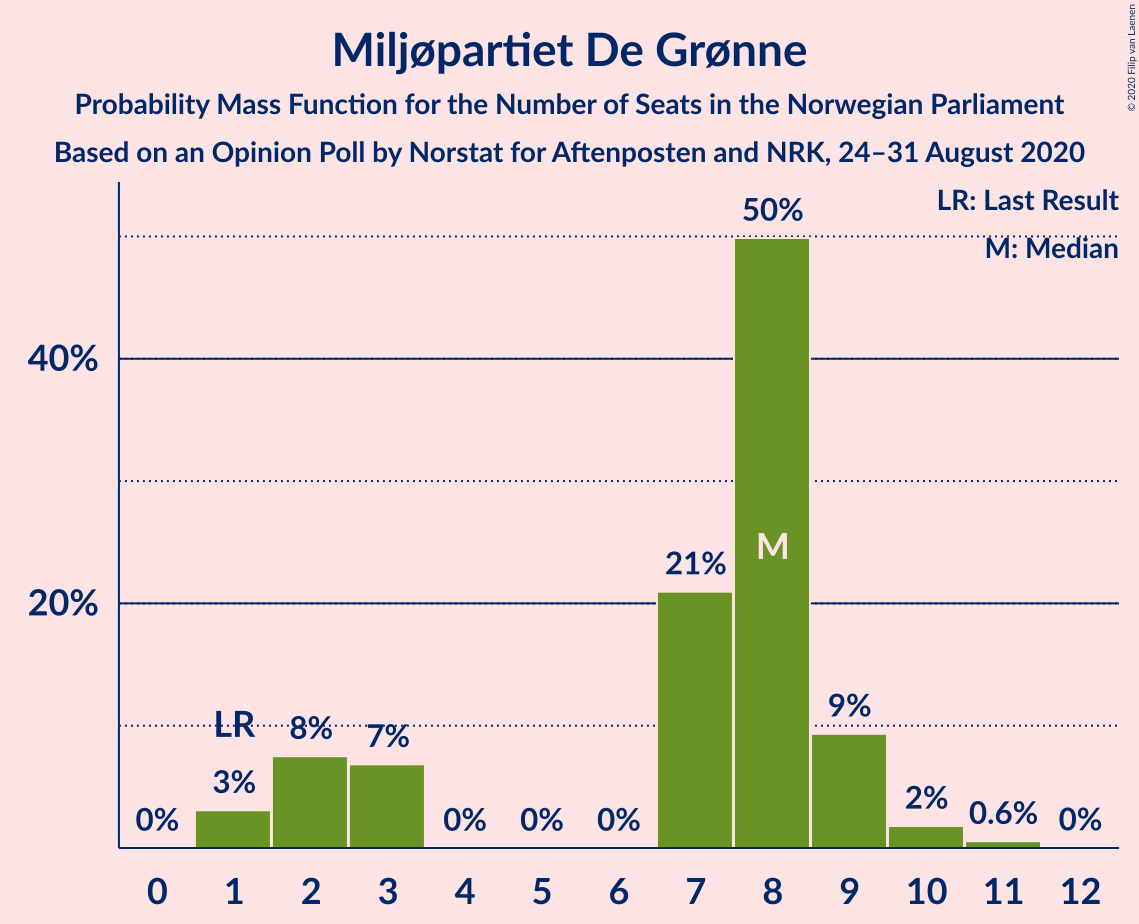 Miljøpartiet De Grønne
Probability Mass Function for the Number of Seats in the Norwegian Parliament
Based on an Opinion Poll by Norstat for Aftenposten and NRK, 24–31 August 2020
© 2020 Filip van Laenen
LR: Last Result
M: Median
50%
40%
M
21%
20%
LR
8%
7%
9%
3%
2%
0%
0%
0%
0%
0.6%
0%
0 1 2 3 4 5 6 7 8 9 10 11 12